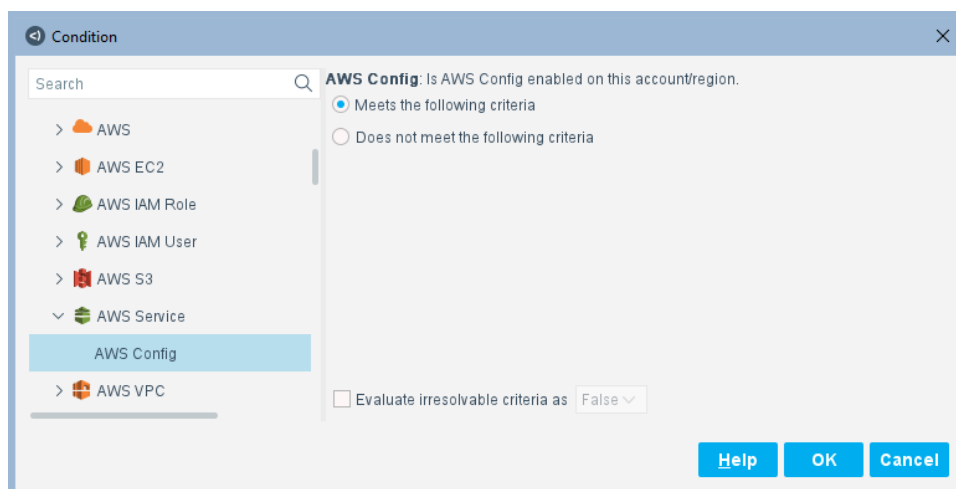 Condition
Search
AWS
AWS EC2
AWS IAM Role
AWS IAM User
AWS S3
AWS Service
AWS Config
AWS VPC
AWS Config: Is AWS Config enabled on this account/region.
Meets the following criteria
Does not meet the following criteria
Evaluate irresolvable criteria as False
Help OK Cancel